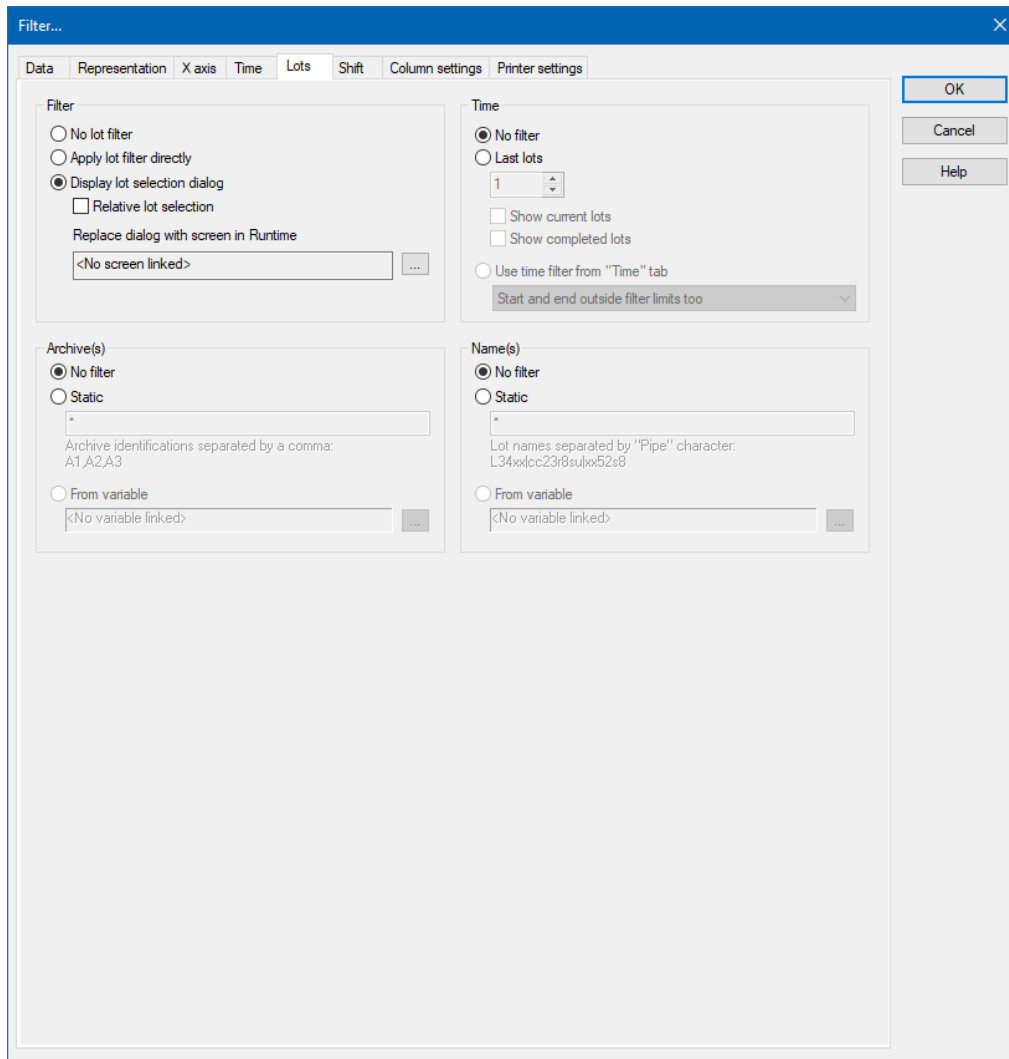 Filter...
Data Representation X axis Time Lots Shift Column settings Printer settings
OK
Cancel
Help
Filter
No lot filter
Apply lot filter directly
Display lot selection dialog
Relative lot selection
Replace dialog with screen in Runtime
<No screen linked>
...
Time
No filter
Last lots
1
Show current lots
Show completed lots
Use time filter from "Time" tab
Start and end outside filter limits too
Archive(s)
No filter
Static
*
Archive identifications separated by a comma:
A1,A2,A3
From variable
<No variable linked>
...
Name(s)
No filter
Static
*
Lot names separated by "Pipe" character:
L34xx|cc23r8su|xx52s8
From variable
<No variable linked>
...